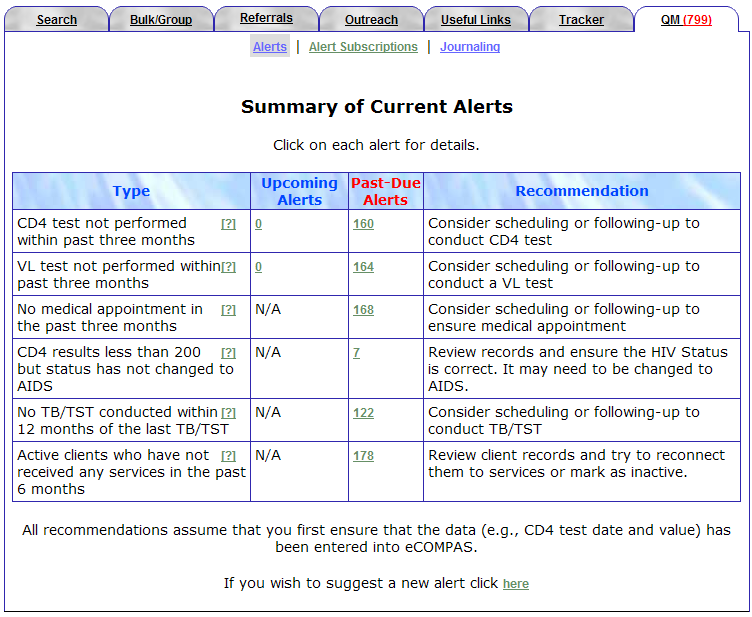 Search Bulk/Group Referrals Outreach Useful Links Tracker QM (799)
Alerts | Alert Subscriptions | Journaling
Summary of Current Alerts
Click on each alert for details.
Type Upcoming Alerts Past-Due Alerts Recommendation
CD4 test not performed [?] 0 160 Consider scheduling or following-up to
within past three months conduct CD4 test
VL test not performed within [?] 0 164 Consider scheduling or following-up to
past three months conduct a VL test
No medical appointment in [?] N/A 168 Consider scheduling or following-up to
the past three months ensure medical appointment
CD4 results less than 200 [?] N/A 7 Review records and ensure the HIV Status
but status has not changed to is correct. It may need to be changed to
AIDS AIDS.
No TB/TST conducted within [?] N/A 122 Consider scheduling or following-up to
12 months of the last TB/TST conduct TB/TST
Active clients who have not [?] N/A 178 Review client records and try to reconnect
received any services in the past them to services or mark as inactive.
6 months
All recommendations assume that you first ensure that the data (e.g., CD4 test date and value) has
been entered into eCOMPAS.
If you wish to suggest a new alert click here